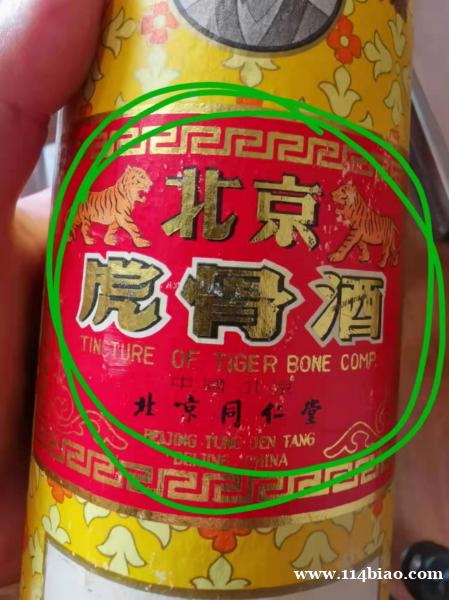 北京
虎骨酒
TINCTURE OF TIGER BONE COMP.
中國北京
北京同仁堂
BEIJING TUNG JEN TANG
BEIJING CHINA
www.114biao.com